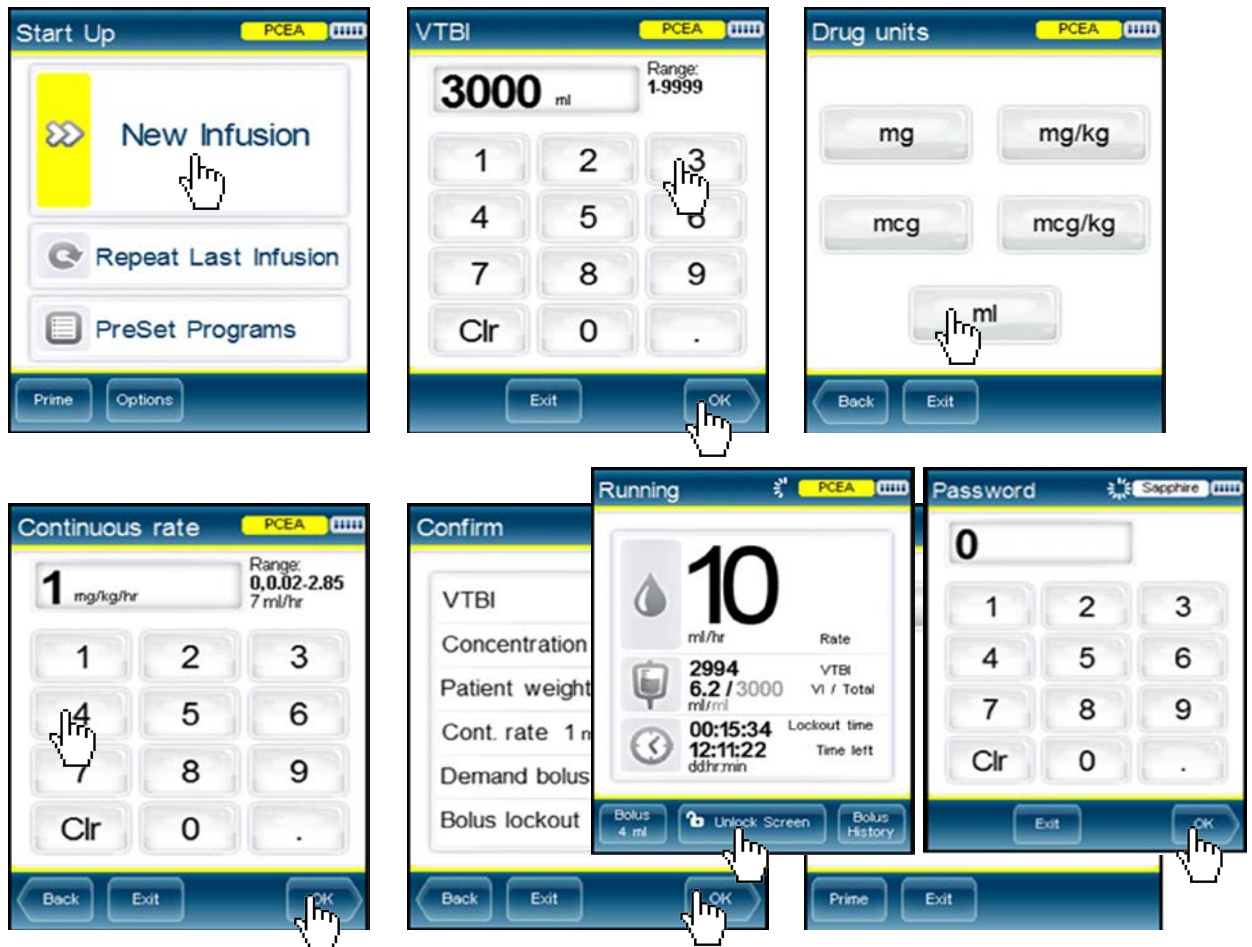 Start Up PCEA
New Infusion
Repeat Last Infusion
PreSet Programs
Prime Options
VTBI PCEA
3000 ml Range:
1-9999
1 2 3
4 5 6
7 8 9
Clr 0 .
Exit OK
Drug units PCEA
mg mg/kg
mcg mcg/kg
ml
Back Exit
Continuous rate PCEA
1 mg/kg/hr Range:
0,0.02-2.85
7 ml/hr
1 2 3
4 5 6
7 8 9
Clr 0 .
Back Exit OK
Confirm
VTBI
Concentration
Patient weight
Cont. rate 1
Demand bolus
Bolus lockout
Back Exit OK
Running PCEA
10
ml/hr Rate
2994 VTBI
6.2 / 3000 VI / Total
ml/ml
00:15:34 Lockout time
12:11:22 Time left
dd:hr:min
Bolus
4 ml
Unlock Screen
Bolus
History
Password Sapphire
0
1 2 3
4 5 6
7 8 9
Clr 0 .
Exit OK
Prime Exit